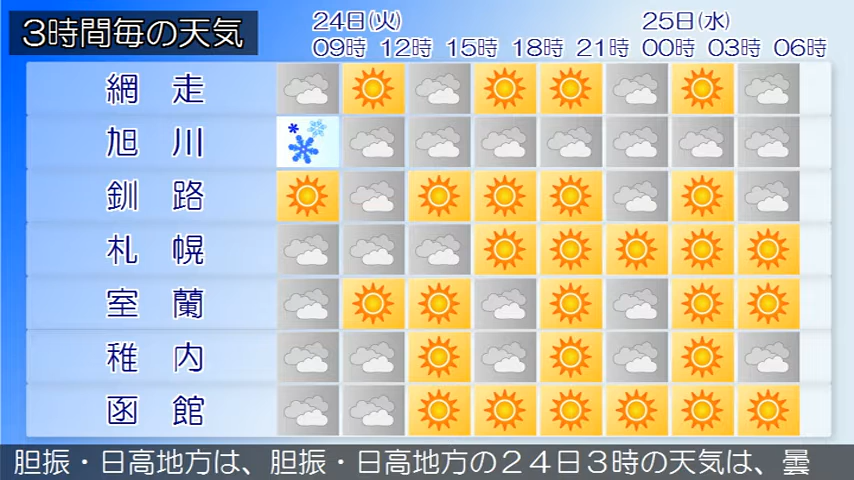 3時間毎の天気
24日(火) 25日(水)
09時 12時 15時 18時 21時 00時 03時 06時
網走
旭川
釧路
札幌
室蘭
稚内
函館
胆振・日高地方は、胆振・日高地方の２４日３時の天気は、曇